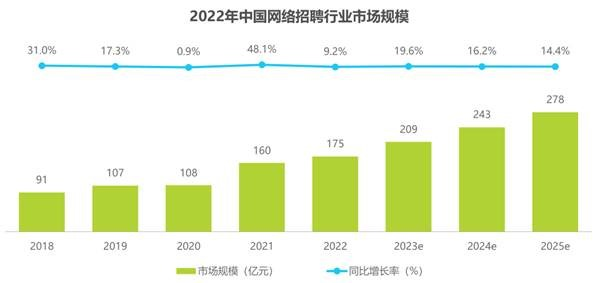 2022年中国网络招聘行业市场规模
31.0% 17.3% 0.9% 48.1% 9.2% 19.6% 16.2% 14.4%
91 107 108 160 175 209 243 278
2018 2019 2020 2021 2022 2023e 2024e 2025e
市场规模（亿元） 同比增长率（%）